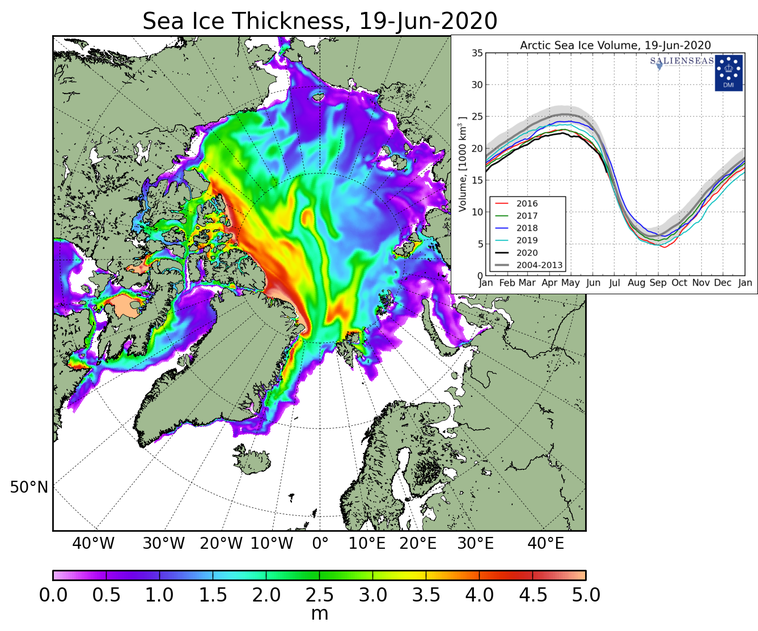 Sea Ice Thickness, 19-Jun-2020
Arctic Sea Ice Volume, 19-Jun-2020
SALIENSEAS
DMI
Volume, [1000 km³]
35
30
25
20
15
10
5
0
2016
2017
2018
2019
2020
2004-2013
Jan Feb Mar Apr May Jun Jul Aug Sep Oct Nov Dec Jan
50°N
40°W 30°W 20°W 10°W 0° 10°E 20°E 30°E 40°E
0.0 0.5 1.0 1.5 2.0 2.5 3.0 3.5 4.0 4.5 5.0
m